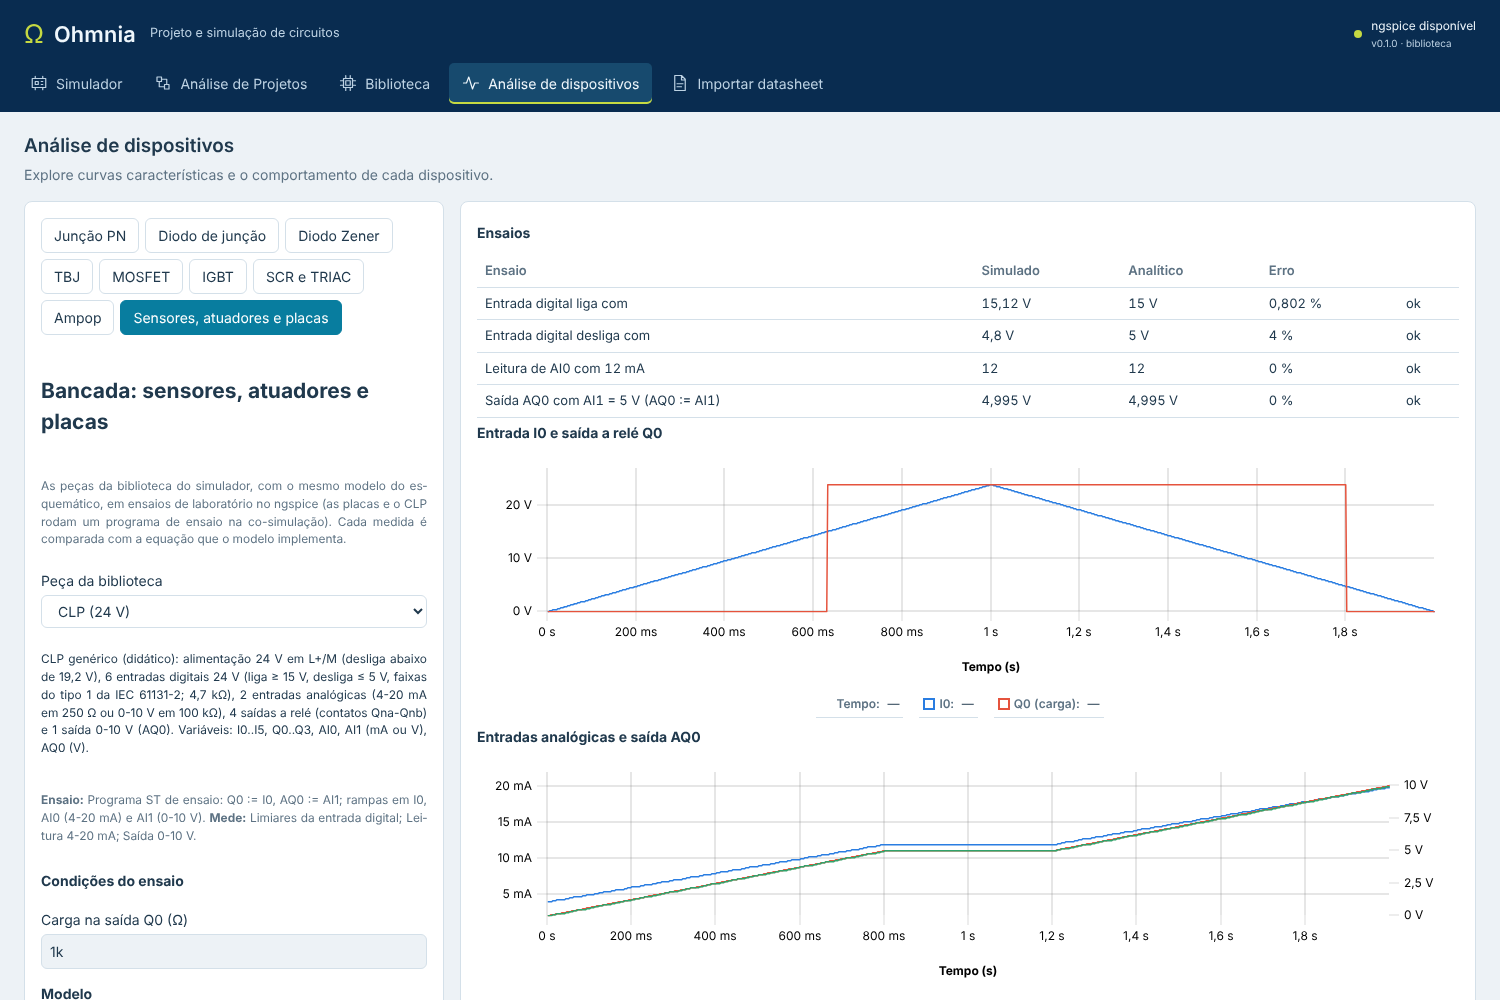 Ω Ohmnia Projeto e simulação de circuitos
ngspice disponível
v0.1.0 · biblioteca
Simulador Análise de Projetos Biblioteca Análise de dispositivos Importar datasheet
Análise de dispositivos
Explore curvas características e o comportamento de cada dispositivo.
Junção PN Diodo de junção Diodo Zener
TBJ MOSFET IGBT SCR e TRIAC
Ampop Sensores, atuadores e placas
Bancada: sensores, atuadores e
placas
As peças da biblioteca do simulador, com o mesmo modelo do es-
quemático, em ensaios de laboratório no ngspice (as placas e o CLP
rodam um programa de ensaio na co-simulação). Cada medida é
comparada com a equação que o modelo implementa.
Peça da biblioteca
CLP (24 V)
CLP genérico (didático): alimentação 24 V em L+/M (desliga abaixo
de 19,2 V), 6 entradas digitais 24 V (liga ≥ 15 V, desliga ≤ 5 V, faixas
do tipo 1 da IEC 61131-2; 4,7 kΩ), 2 entradas analógicas (4-20 mA
em 250 Ω ou 0-10 V em 100 kΩ), 4 saídas a relé (contatos Qna-Qnb)
e 1 saída 0-10 V (AQ0). Variáveis: I0..I5, Q0..Q3, AI0, AI1 (mA ou V),
AQ0 (V).
Ensaio: Programa ST de ensaio: Q0 := I0, AQ0 := AI1; rampas em I0,
AI0 (4-20 mA) e AI1 (0-10 V). Mede: Limiares da entrada digital; Lei-
tura 4-20 mA; Saída 0-10 V.
Condições do ensaio
Carga na saída Q0 (Ω)
1k
Modelo
Ensaios
Ensaio Simulado Analítico Erro
Entrada digital liga com 15,12 V 15 V 0,802 % ok
Entrada digital desliga com 4,8 V 5 V 4 % ok
Leitura de AI0 com 12 mA 12 12 0 % ok
Saída AQ0 com AI1 = 5 V (AQ0 := AI1) 4,995 V 4,995 V 0 % ok
Entrada I0 e saída a relé Q0
20 V
10 V
0 V
0 s 200 ms 400 ms 600 ms 800 ms 1 s 1,2 s 1,4 s 1,6 s 1,8 s
Tempo (s)
Tempo: — I0: — Q0 (carga): —
Entradas analógicas e saída AQ0
20 mA 10 V
15 mA 7,5 V
10 mA 5 V
5 mA 2,5 V
0 V
0 s 200 ms 400 ms 600 ms 800 ms 1 s 1,2 s 1,4 s 1,6 s 1,8 s
Tempo (s)